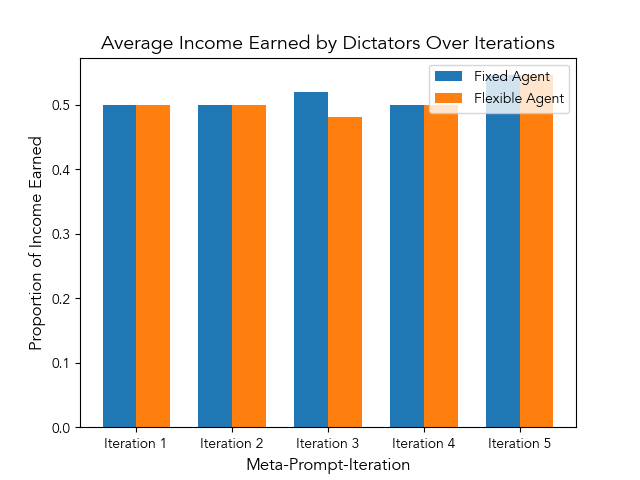 Average Income Earned by Dictators Over Iterations
Fixed Agent
Flexible Agent
Proportion of Income Earned
0.5
0.4
0.3
0.2
0.1
0.0
Iteration 1
Iteration 2
Iteration 3
Iteration 4
Iteration 5
Meta-Prompt-Iteration